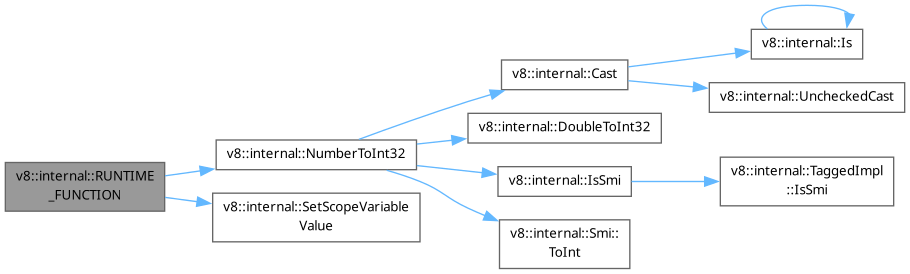 v8::internal::RUNTIME
_FUNCTION
v8::internal::NumberToInt32
v8::internal::SetScopeVariable
Value
v8::internal::Cast
v8::internal::DoubleToInt32
v8::internal::IsSmi
v8::internal::Smi::
ToInt
v8::internal::Is
v8::internal::UncheckedCast
v8::internal::TaggedImpl
::IsSmi